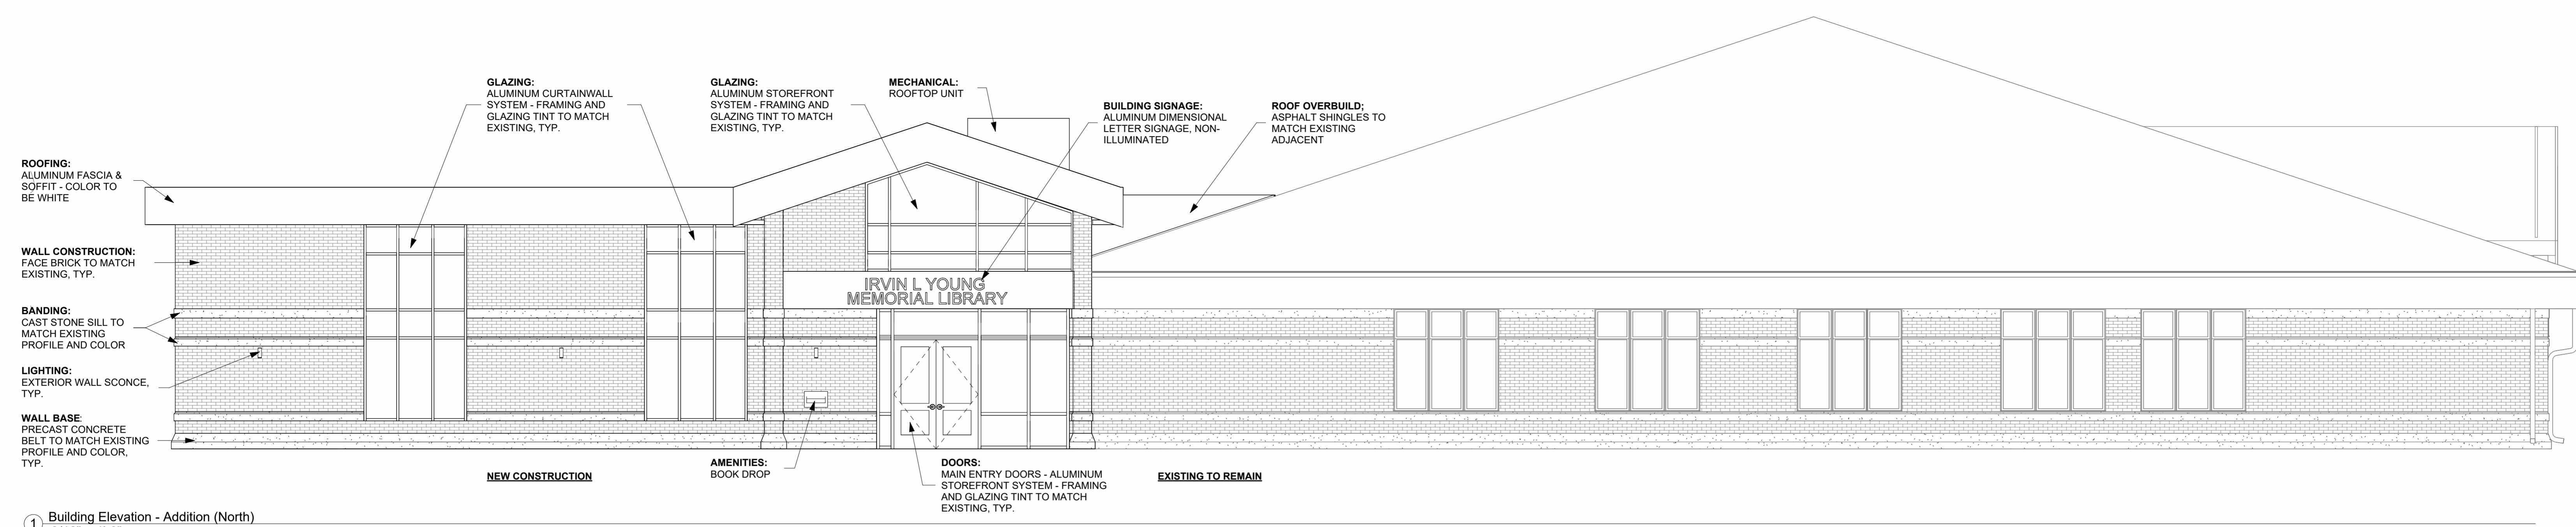 GLAZING:
ALUMINUM CURTAINWALL
SYSTEM - FRAMING AND
GLAZING TINT TO MATCH
EXISTING, TYP.
GLAZING:
ALUMINUM STOREFRONT
SYSTEM - FRAMING AND
GLAZING TINT TO MATCH
EXISTING, TYP.
MECHANICAL:
ROOFTOP UNIT
BUILDING SIGNAGE:
ALUMINUM DIMENSIONAL
LETTER SIGNAGE, NON-
ILLUMINATED
ROOF OVERBUILD;
ASPHALT SHINGLES TO
MATCH EXISTING
ADJACENT
ROOFING:
ALUMINUM FASCIA &
SOFFIT - COLOR TO
BE WHITE
WALL CONSTRUCTION:
FACE BRICK TO MATCH
EXISTING, TYP.
BANDING:
CAST STONE SILL TO
MATCH EXISTING
PROFILE AND COLOR
LIGHTING:
EXTERIOR WALL SCONCE,
TYP.
WALL BASE:
PRECAST CONCRETE
BELT TO MATCH EXISTING
PROFILE AND COLOR,
TYP.
IRVIN L YOUNG
MEMORIAL LIBRARY
NEW CONSTRUCTION
AMENITIES:
BOOK DROP
DOORS:
MAIN ENTRY DOORS - ALUMINUM
STOREFRONT SYSTEM - FRAMING
AND GLAZING TINT TO MATCH
EXISTING, TYP.
EXISTING TO REMAIN
1 Building Elevation - Addition (North)